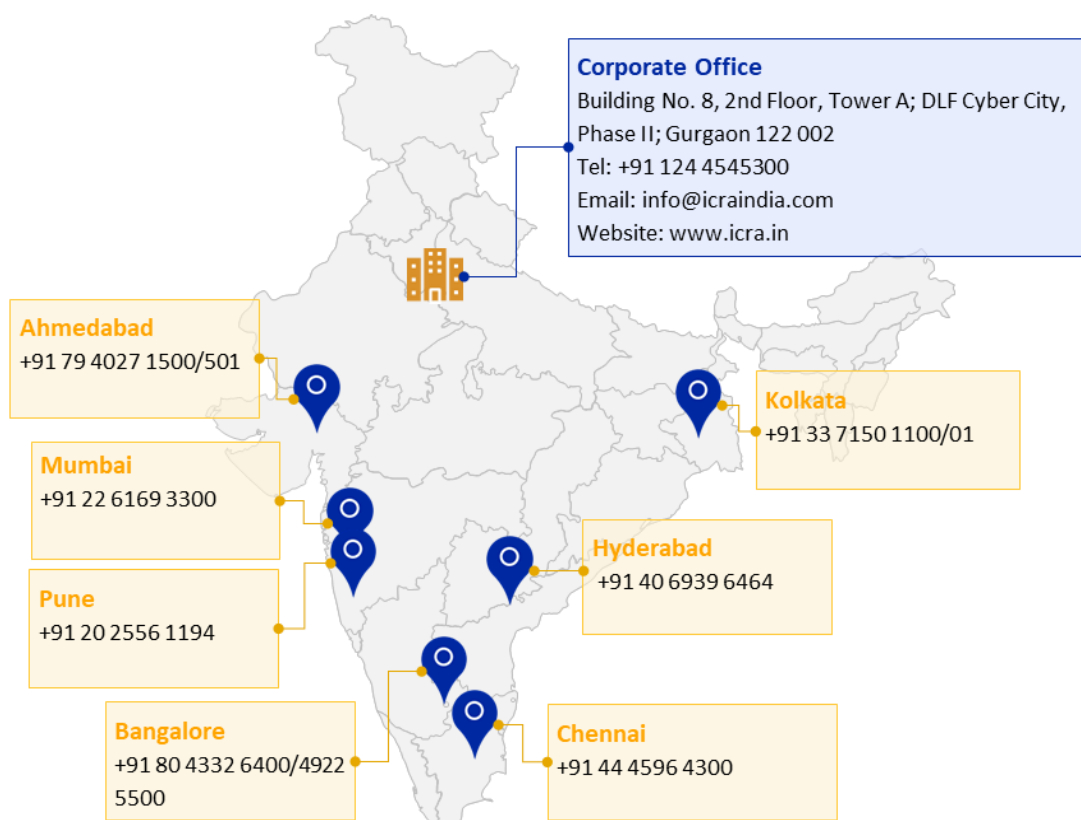 Corporate Office
Building No. 8, 2nd Floor, Tower A; DLF Cyber City,
Phase II; Gurgaon 122 002
Tel: +91 124 4545300
Email: info@icraindia.com
Website: www.icra.in
Ahmedabad
+91 79 4027 1500/501
Kolkata
+91 33 7150 1100/01
Mumbai
+91 22 6169 3300
Hyderabad
+91 40 6939 6464
Pune
+91 20 2556 1194
Bangalore
+91 80 4332 6400/4922
5500
Chennai
+91 44 4596 4300